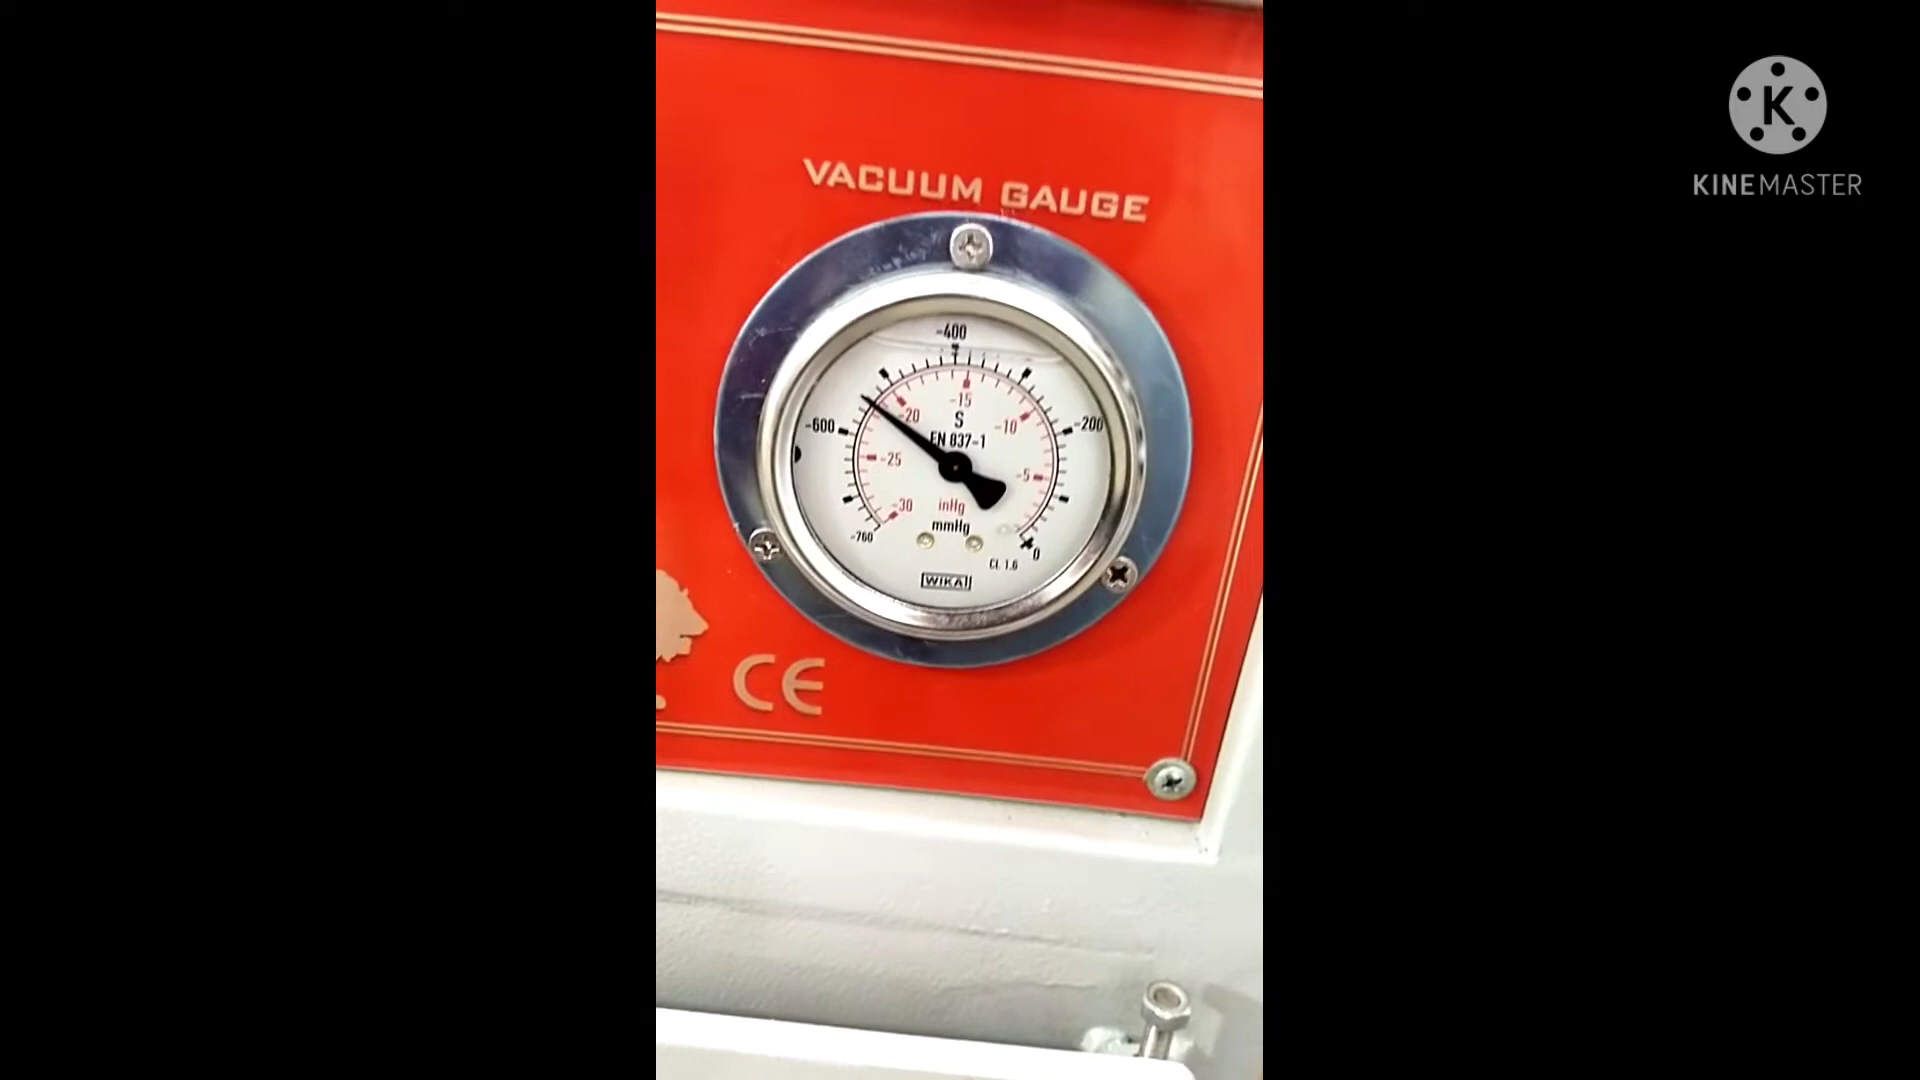 VACUUM GAUGE
K
KINEMASTER
-400
-15
-600
-20
S
-10
-200
EN 837-1
-25
-5
-30
inHg
-760
mmHg
0
CL 1.6
WIKA
CE